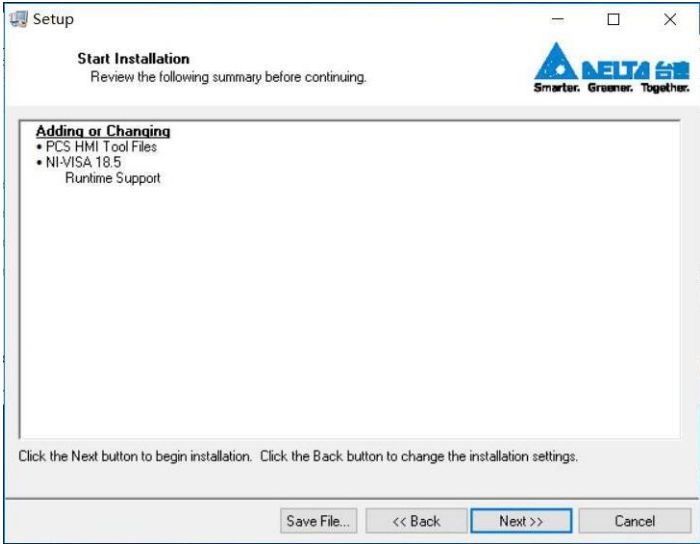 Setup
Start Installation
Review the following summary before continuing.
DELTA 台達
Smarter. Greener. Together.
Adding or Changing
• PCS HMI Tool Files
• NI-VISA 18.5
Runtime Support
Click the Next button to begin installation. Click the Back button to change the installation settings.
Save File... << Back Next >> Cancel